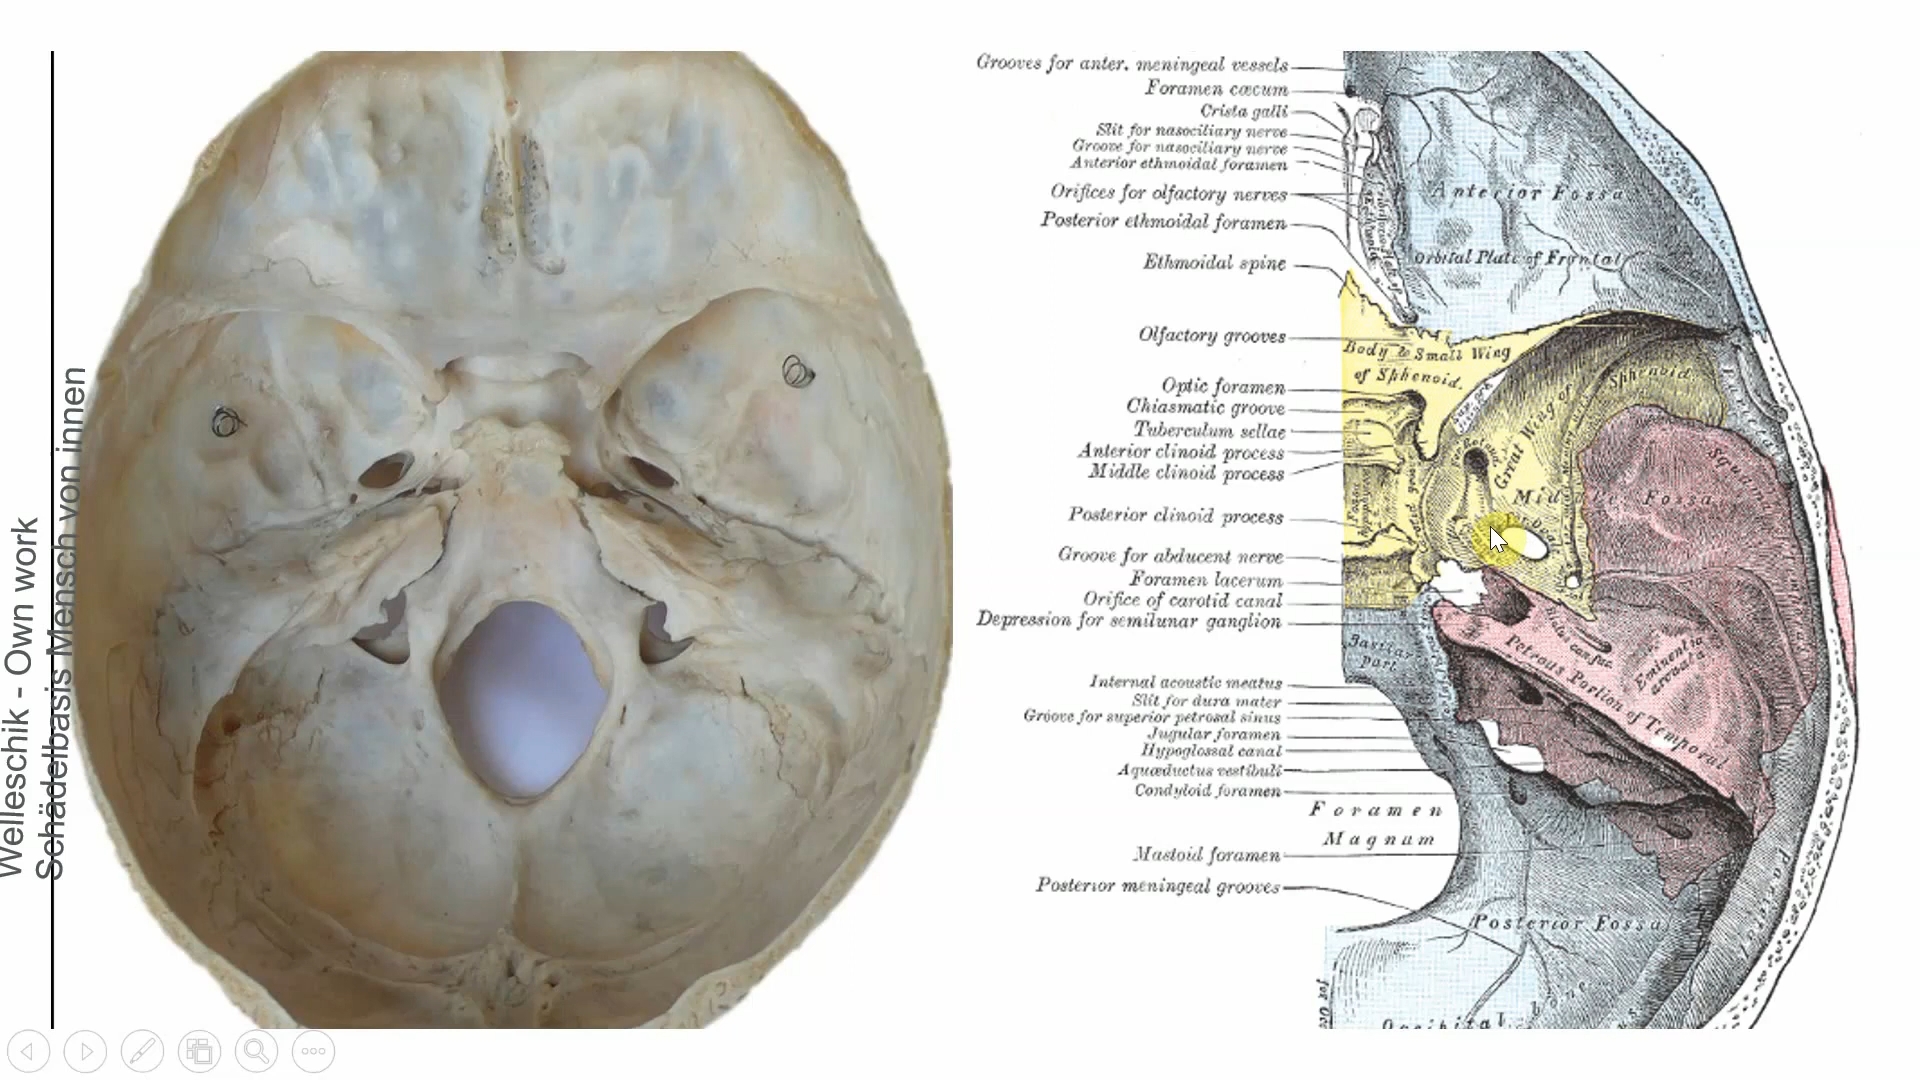 Welleschik - Own work
Schädelbasis Mensch von innen
Grooves for anter. meningeal vessels
Foramen cæcum
Crista galli
Slit for nasociliary nerve
Groove for nasociliary nerve
Anterior ethmoidal foramen
Orifices for olfactory nerves
Posterior ethmoidal foramen
Ethmoidal spine
Olfactory grooves
Optic foramen
Chiasmatic groove
Tuberculum sellae
Anterior clinoid process
Middle clinoid process
Posterior clinoid process
Groove for abducent nerve
Foramen lacerum
Orifice of carotid canal
Depression for semilunar ganglion
Internal acoustic meatus
Slit for dura mater
Groove for superior petrosal sinus
Jugular foramen
Hypoglossal canal
Aquæductus vestibuli
Condyloid foramen
Mastoid foramen
Posterior meningeal grooves
Anterior Fossa
Orbital Plate of Frontal
Body & Small Wing
of Sphenoid.
Great Wing of
Sphenoid.
Squama
Fossa
Basilar
part
Petrous Portion of Temporal
Eminentia
arcuata
Foramen
Magnum
Parietal
Posterior Fossa
Occipital bone